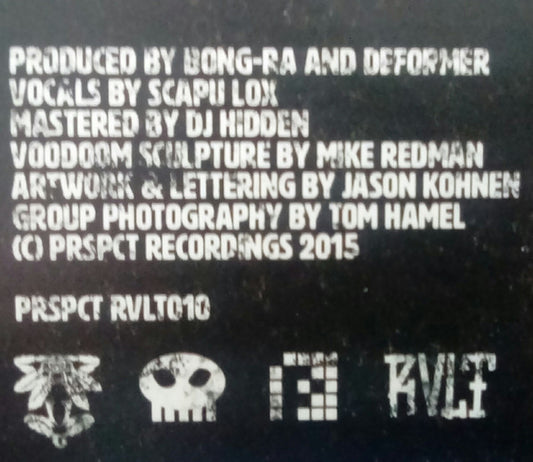 PRODUCED BY BONG-RA AND DEFORMER
VOCALS BY SCAPU LOX
MASTERED BY DJ HIDDEN
VOODOOM SCULPTURE BY MIKE REDMAN
ARTWORK & LETTERING BY JASON KOHNEN
GROUP PHOTOGRAPHY BY TOM HAMEL
(C) PRSPCT RECORDINGS 2015
PRSPCT RVLT010
RVLT